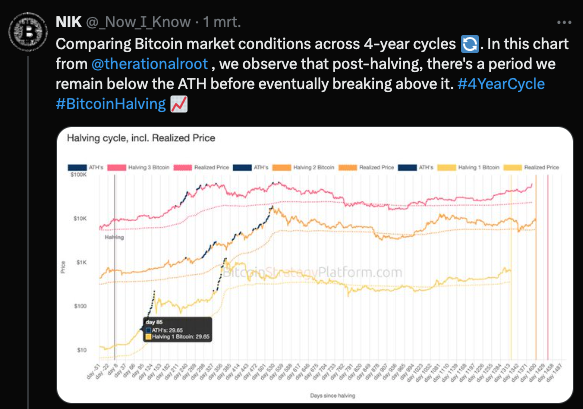 NIK @_Now_I_Know · 1 mrt.
Comparing Bitcoin market conditions across 4-year cycles 🔄. In this chart
from @therationalroot , we observe that post-halving, there's a period we
remain below the ATH before eventually breaking above it. #4YearCycle
#BitcoinHalving 📈
Halving cycle, incl. Realized Price
ATH's Halving 3 Bitcoin Realized Price ATH's Halving 2 Bitcoin Realized Price ATH's Halving 1 Bitcoin Realized Price
$100K
$10K
Halving
$1K
BitcoinStrategyPlatform.com
$100
day 85
ATH's: 29.65
Halving 1 Bitcoin: 29.65
$10
Price
Days since halving